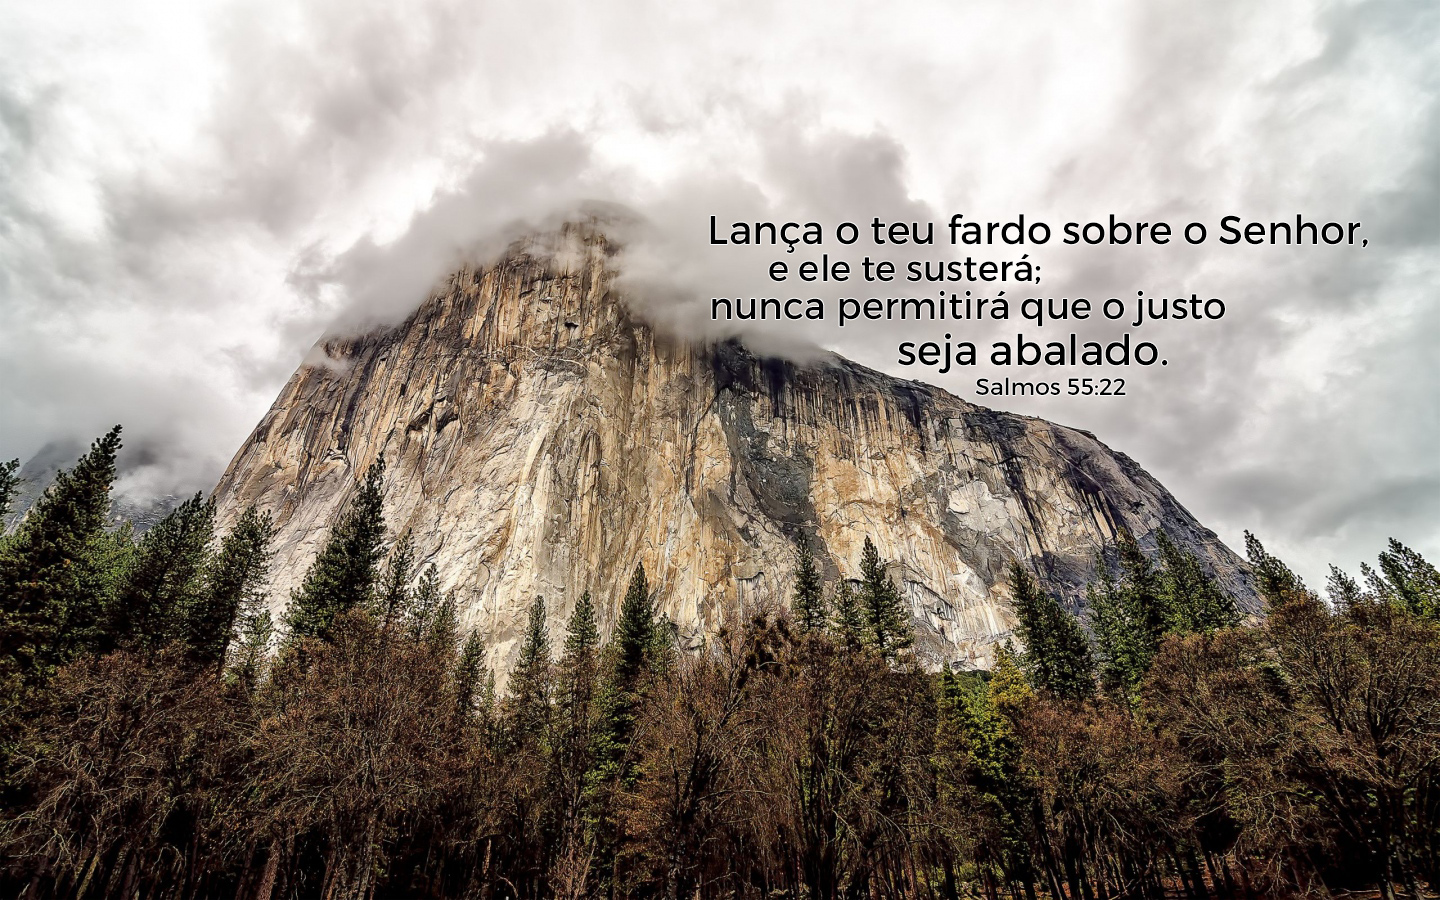 Lança o teu fardo sobre o Senhor,
e ele te susterá;
nunca permitirá que o justo
seja abalado.
Salmos 55:22